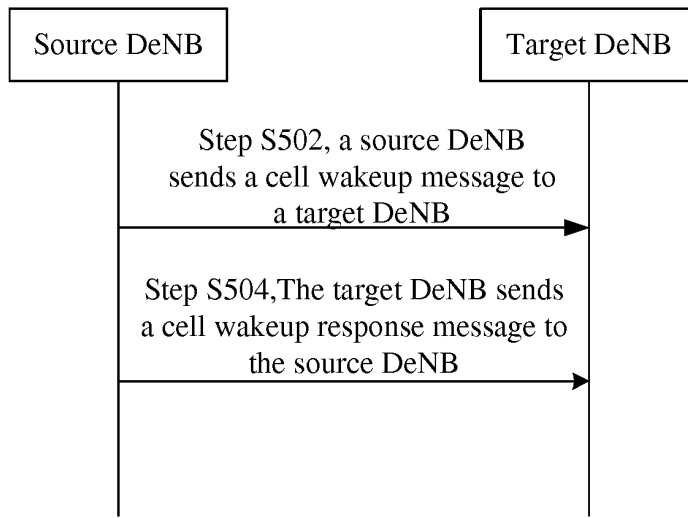 Source DeNB
Target DeNB
Step S502, a source DeNB
sends a cell wakeup message to
a target DeNB
Step S504,The target DeNB sends
a cell wakeup response message to
the source DeNB